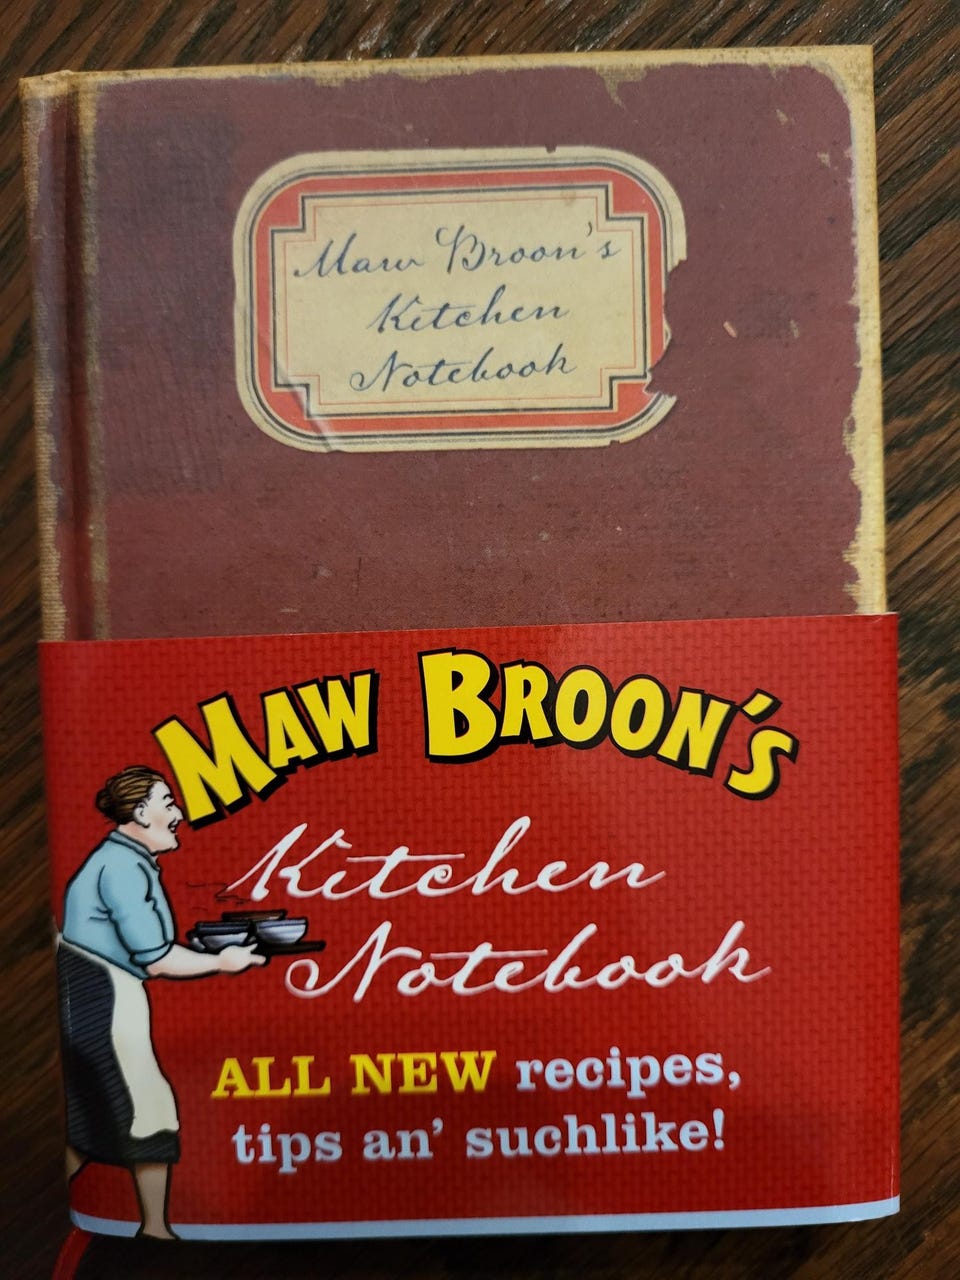 Maw Broon's
Kitchen
Notebook
MAW BROON'S
Kitchen
Notebook
ALL NEW recipes,
tips an' suchlike!